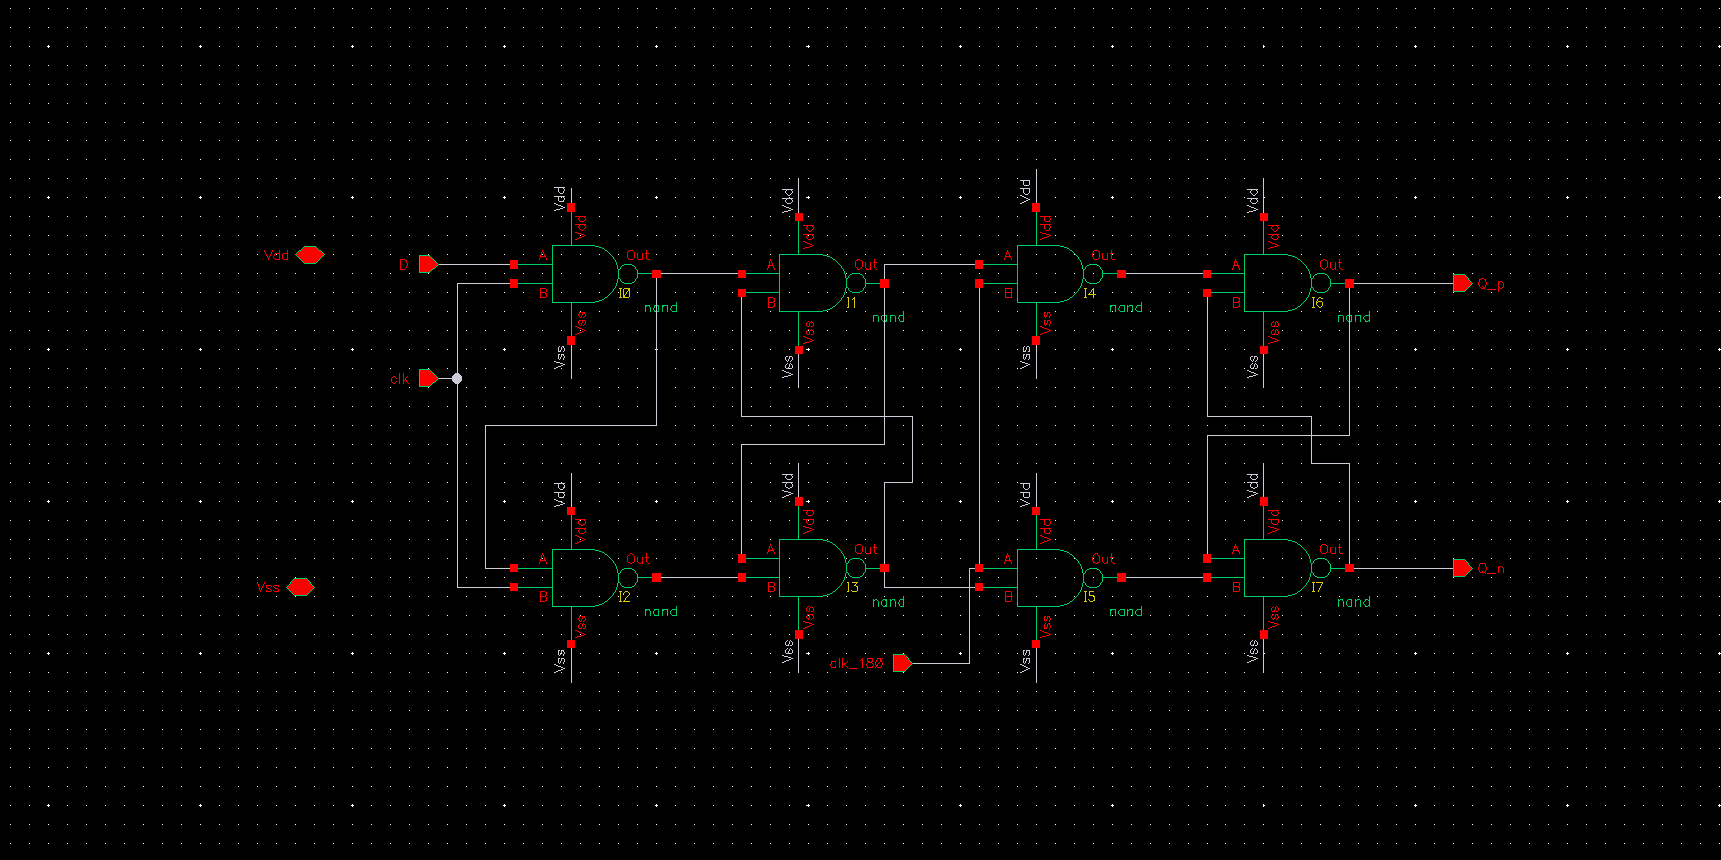 Vdd
Vdd
Vdd
Vdd
Vdd
Vdd
Vdd
Vdd
Vdd
D
A
Out
A
Out
A
Out
A
Out
B
I0
B
I1
B
I4
B
I6
Q_p
nand
nand
nand
nand
Vss
Vss
Vss
Vss
Vss
Vss
Vss
Vss
clk
Vdd
Vdd
Vdd
Vdd
Vdd
Vdd
Vdd
Vdd
A
Out
A
Out
A
Out
A
Out
Q_n
Vss
B
I2
B
I3
B
I5
B
I7
nand
nand
nand
nand
Vss
Vss
Vss
Vss
Vss
Vss
Vss
Vss
clk_180